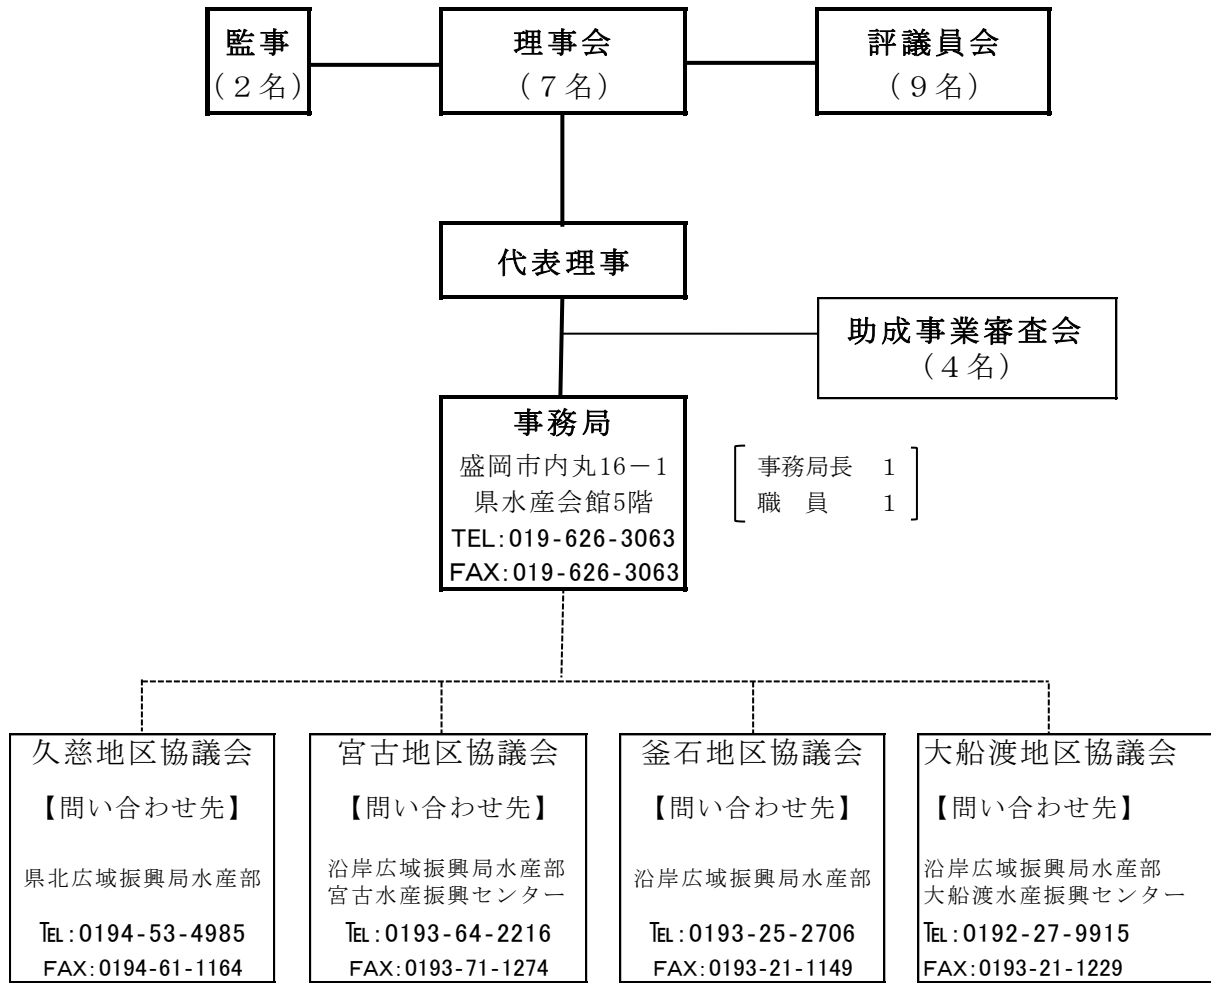 監事
(２名)
理事会
(７名)
評議員会
(９名)
代表理事
助成事業審査会
(４名)
事務局
盛岡市内丸16－1
県水産会館5階
TEL:019-626-3063
FAX:019-626-3063
事務局長　1
職　員　1
久慈地区協議会
【問い合わせ先】
県北広域振興局水産部
℡:0194-53-4985
FAX:0194-61-1164
宮古地区協議会
【問い合わせ先】
沿岸広域振興局水産部
宮古水産振興センター
℡:0193-64-2216
FAX:0193-71-1274
釜石地区協議会
【問い合わせ先】
沿岸広域振興局水産部
℡:0193-25-2706
FAX:0193-21-1149
大船渡地区協議会
【問い合わせ先】
沿岸広域振興局水産部
大船渡水産振興センター
℡:0192-27-9915
FAX:0193-21-1229